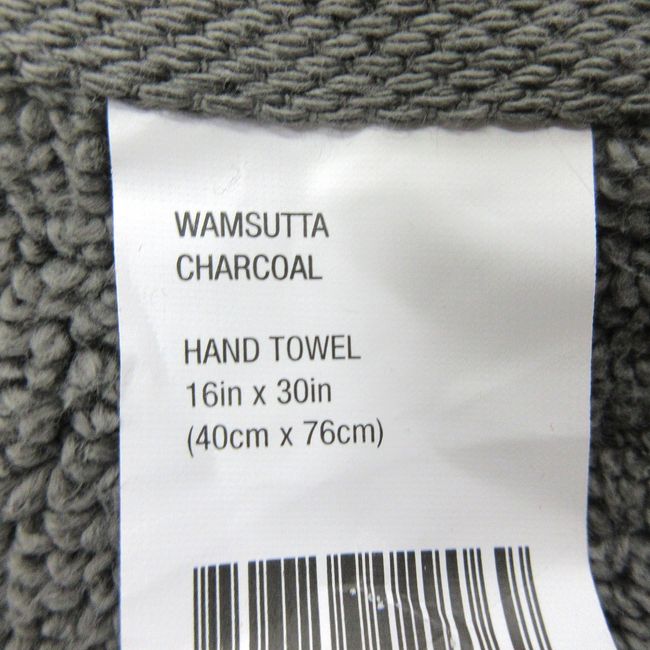 WAMSUTTA
CHARCOAL
HAND TOWEL
16in x 30in
(40cm x 76cm)